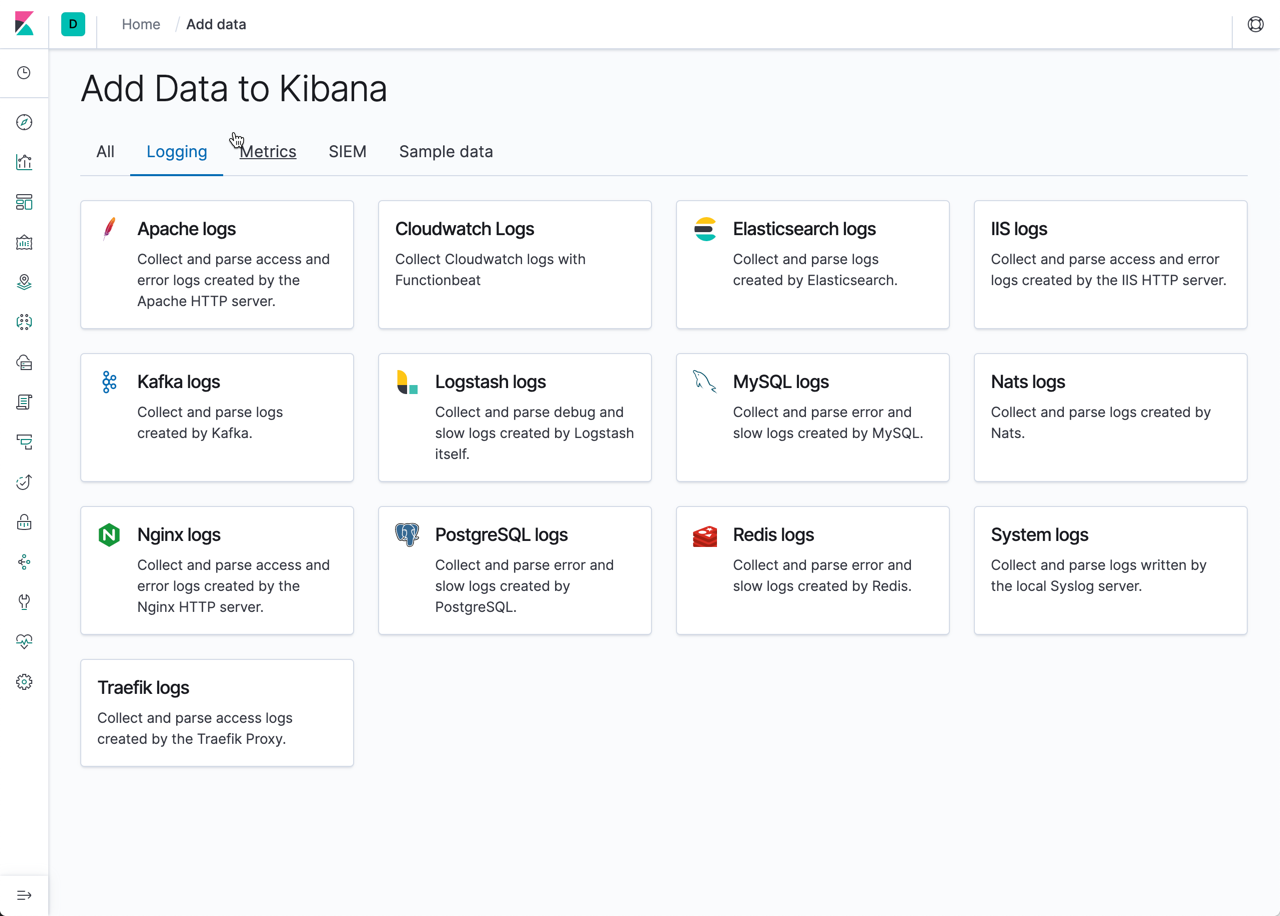 D
Home / Add data
Add Data to Kibana
All Logging Metrics SIEM Sample data
Apache logs
Collect and parse access and
error logs created by the
Apache HTTP server.
Cloudwatch Logs
Collect Cloudwatch logs with
Functionbeat
Elasticsearch logs
Collect and parse logs
created by Elasticsearch.
IIS logs
Collect and parse access and error
logs created by the IIS HTTP server.
Kafka logs
Collect and parse logs
created by Kafka.
Logstash logs
Collect and parse debug and
slow logs created by Logstash
itself.
MySQL logs
Collect and parse error and
slow logs created by MySQL.
Nats logs
Collect and parse logs created by
Nats.
N
Nginx logs
Collect and parse access and
error logs created by the
Nginx HTTP server.
PostgreSQL logs
Collect and parse error and
slow logs created by
PostgreSQL.
Redis logs
Collect and parse error and
slow logs created by Redis.
System logs
Collect and parse logs written by
the local Syslog server.
Traefik logs
Collect and parse access logs
created by the Traefik Proxy.